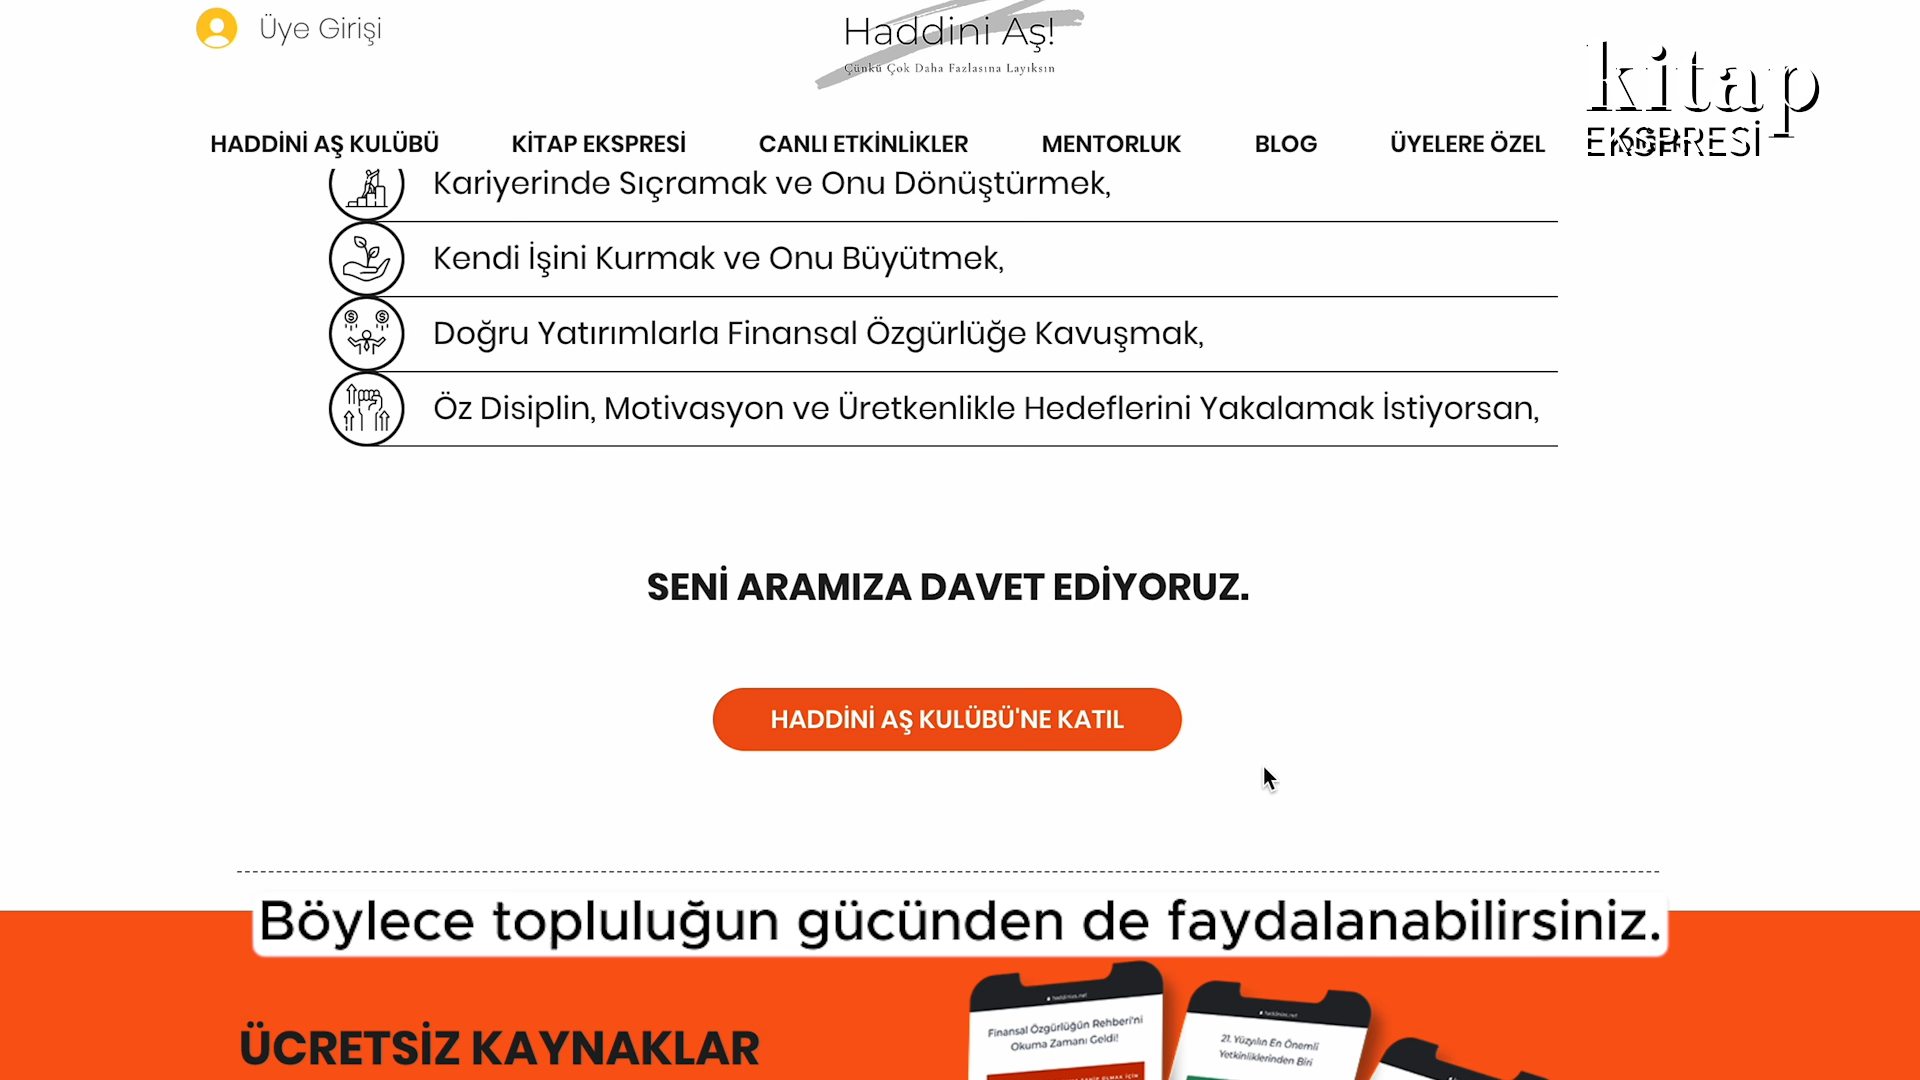 Üye Girişi
Haddini Aş!
Çünkü Çok Daha Fazlasına Layıksın
kitap
EKSPRESİ
HADDİNİ AŞ KULÜBÜ
KİTAP EKSPRESİ
CANLI ETKİNLİKLER
MENTORLUK
BLOG
ÜYELERE ÖZEL
Kariyerinde Sıçramak ve Onu Dönüştürmek,
Kendi İşini Kurmak ve Onu Büyütmek,
Doğru Yatırımlarla Finansal Özgürlüğe Kavuşmak,
Öz Disiplin, Motivasyon ve Üretkenlikle Hedeflerini Yakalamak İstiyorsan,
SENİ ARAMIZA DAVET EDİYORUZ.
HADDİNİ AŞ KULÜBÜ'NE KATIL
Böylece topluluğun gücünden de faydalanabilirsiniz.
ÜCRETSİZ KAYNAKLAR
haddinias.net
Finansal Özgürlüğün Rehberi'ni
Okuma Zamanı Geldi!
haddinias.net
21. Yüzyılın En Önemli
Yetkinliklerinden Biri